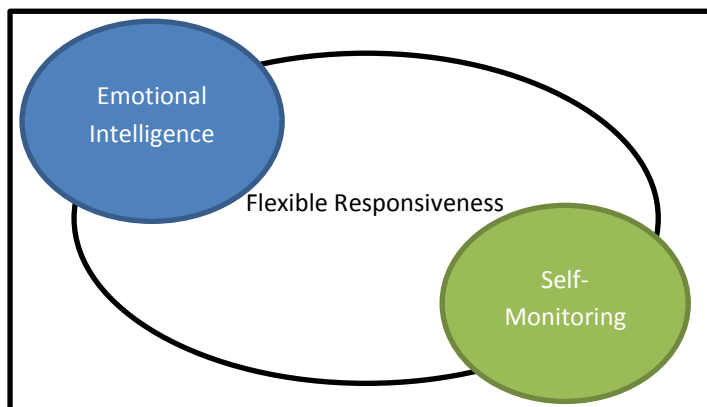 Emotional
Intelligence
Flexible Responsiveness
Self-
Monitoring